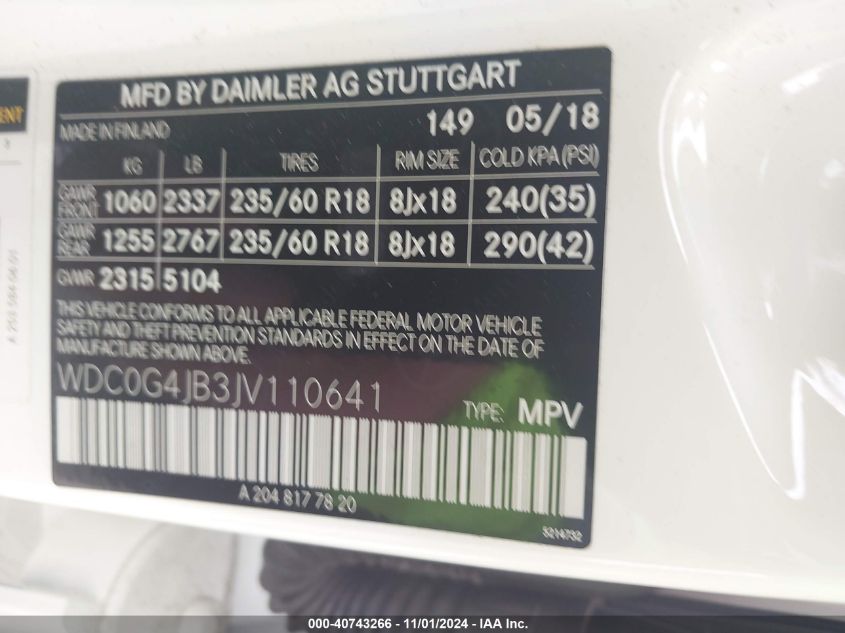 MFD BY DAIMLER AG STUTTGART
MADE IN FINLAND 149 05/18
KG LB TIRES RIM SIZE COLD KPA (PSI)
GAWR FRONT 1060 2337 235/60 R18 8Jx18 240(35)
GAWR REAR 1255 2767 235/60 R18 8Jx18 290(42)
GVWR 2315 5104
THIS VEHICLE CONFORMS TO ALL APPLICABLE FEDERAL MOTOR VEHICLE
SAFETY AND THEFT PREVENTION STANDARDS IN EFFECT ON THE DATE OF
MANUFACTURE SHOWN ABOVE.
WDC0G4JB3JV110641
TYPE: MPV
A 204 817 78 20
5214732
000-40743266 - 11/01/2024 - IAA Inc.